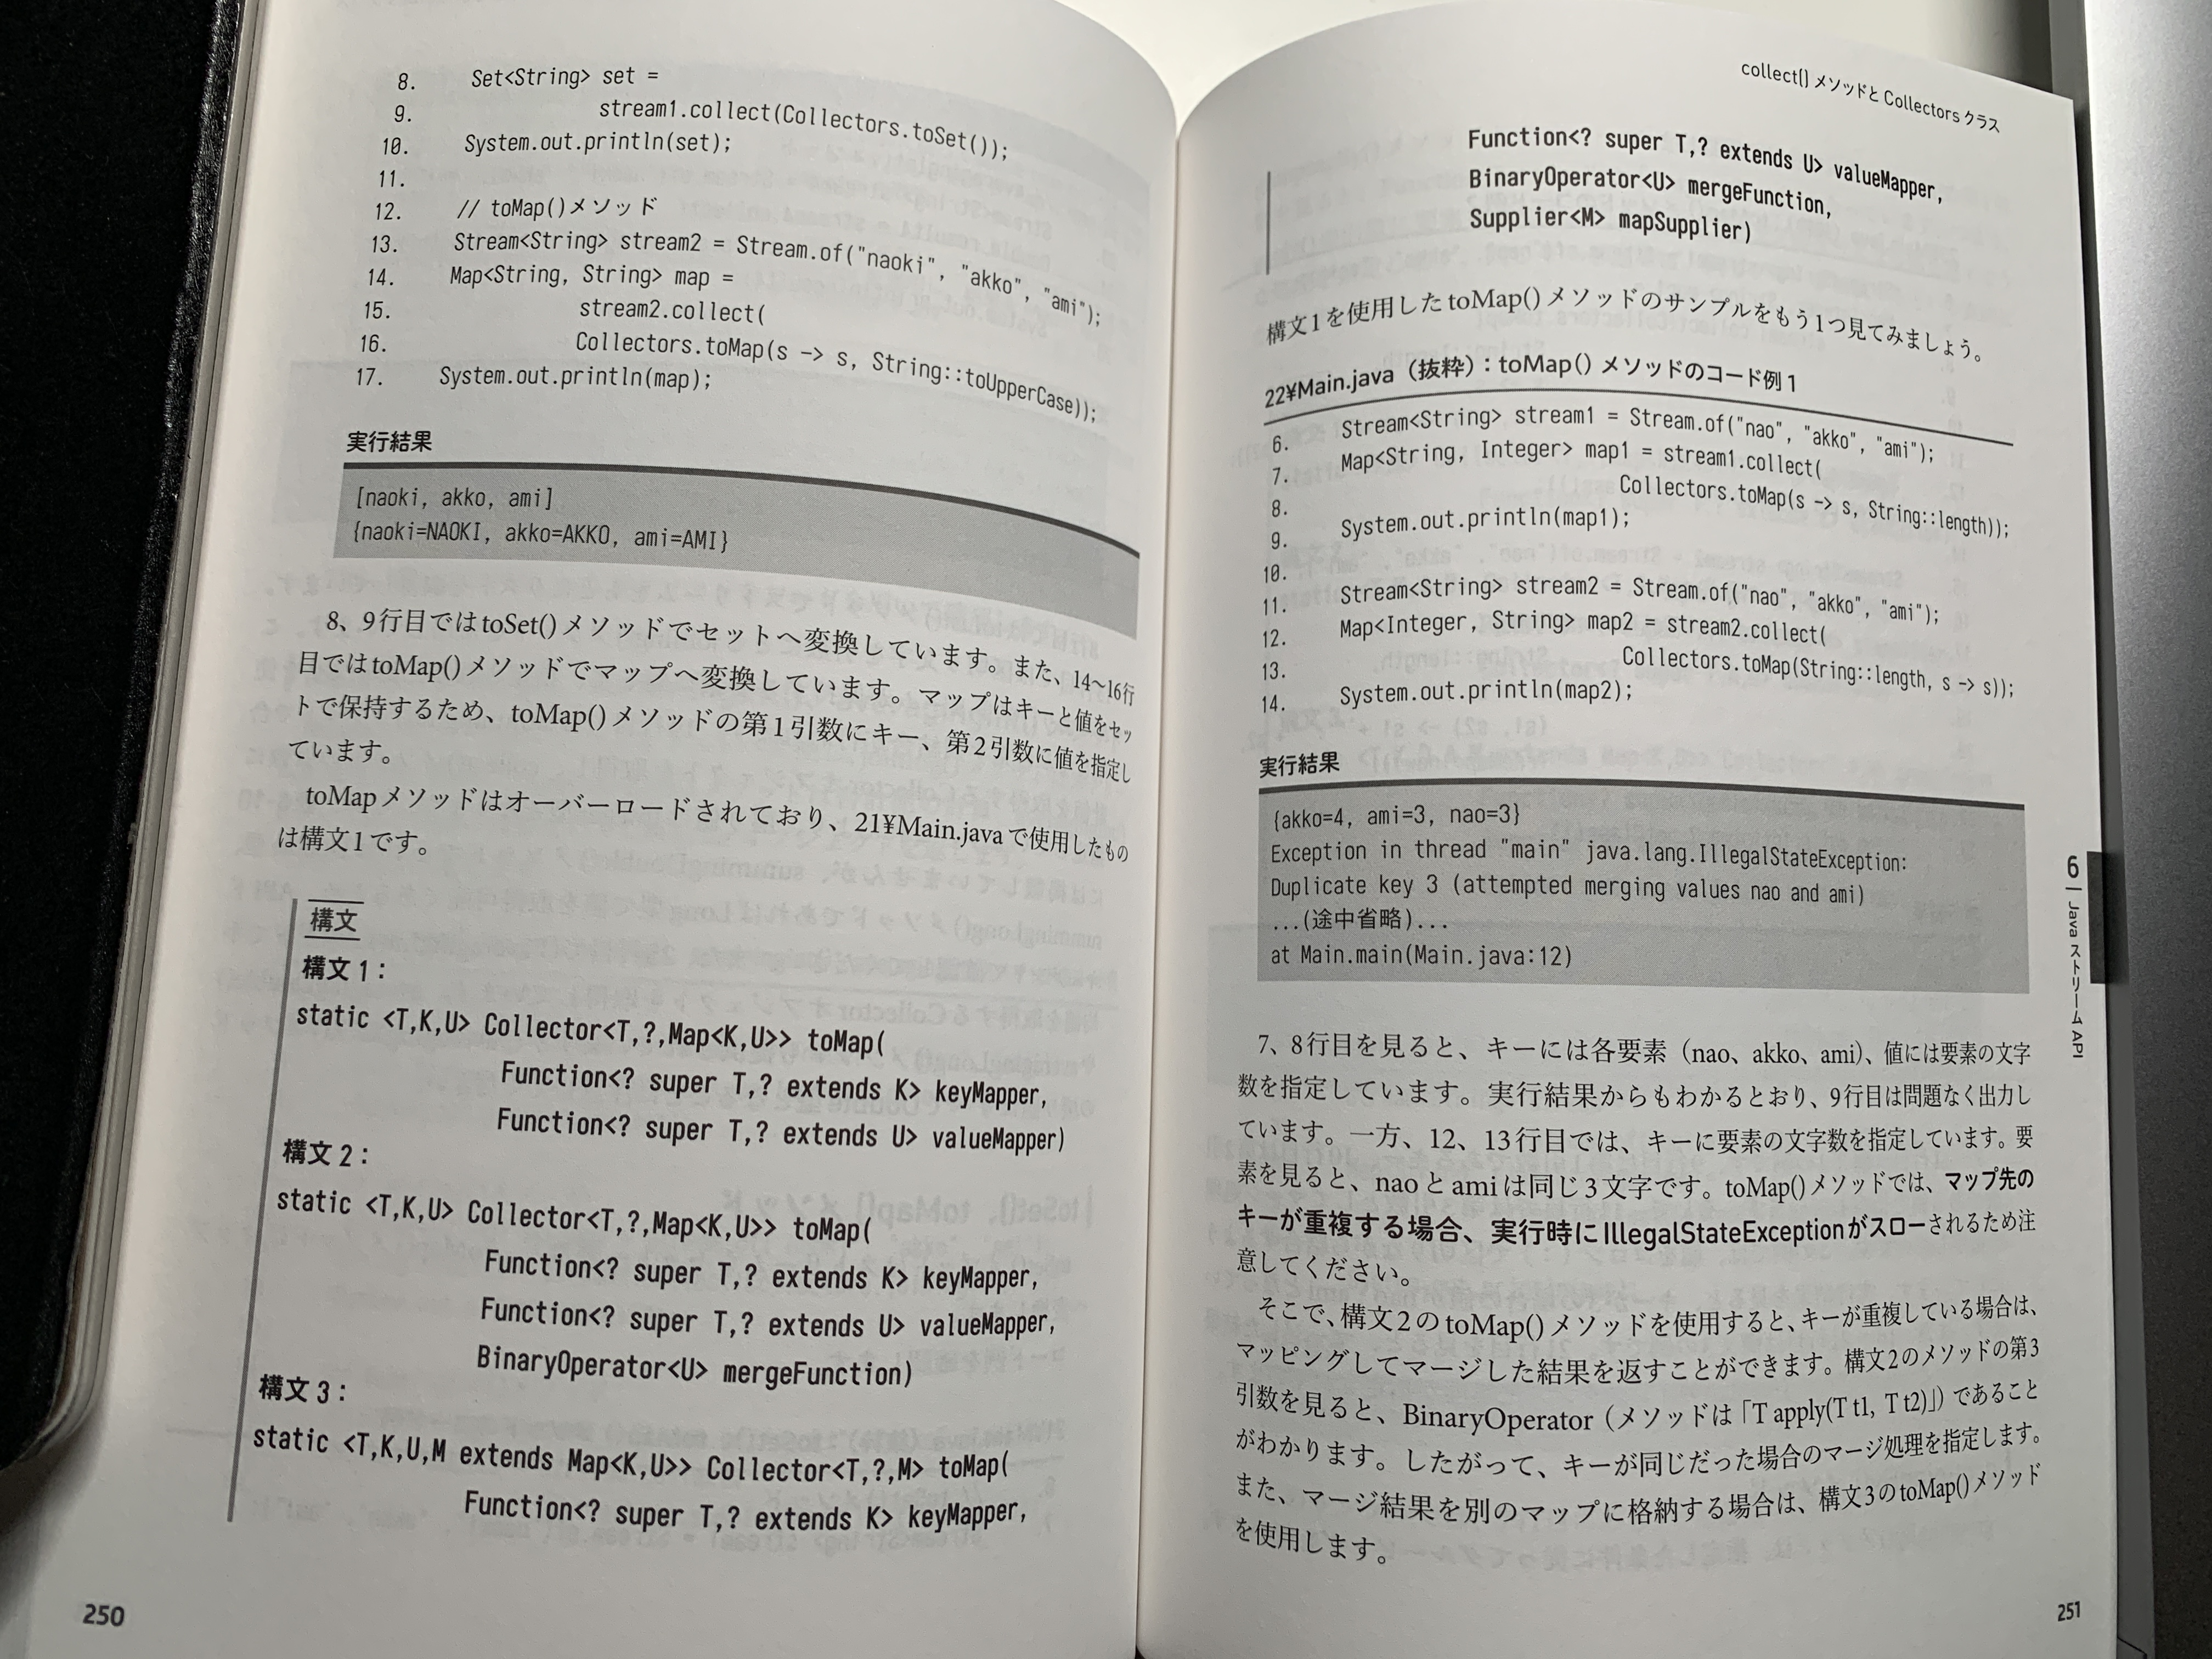 8. Set<String> set =
9. stream1.collect(Collectors.toSet());
10. System.out.println(set);
11.
12. // toMap()メソッド
13. Stream<String> stream2 = Stream.of("naoki", "akko", "ami");
14. Map<String, String> map =
15. stream2.collect(
16. Collectors.toMap(s -> s, String::toUpperCase));
17. System.out.println(map);
実行結果
[naoki, akko, ami]
{naoki=NAOKI, akko=AKKO, ami=AMI}
8、9行目ではtoSet()メソッドでセットへ変換しています。また、14〜16行
目ではtoMap()メソッドでマップへ変換しています。マップはキーと値をセッ
トで保持するため、toMap()メソッドの第1引数にキー、第2引数に値を指定し
ています。
toMapメソッドはオーバーロードされており、21¥Main.javaで使用したもの
は構文1です。
構文
構文1：
static <T,K,U> Collector<T,?,Map<K,U>> toMap(
Function<? super T,? extends K> keyMapper,
Function<? super T,? extends U> valueMapper)
構文2：
static <T,K,U> Collector<T,?,Map<K,U>> toMap(
Function<? super T,? extends K> keyMapper,
Function<? super T,? extends U> valueMapper,
BinaryOperator<U> mergeFunction)
構文3：
static <T,K,U,M extends Map<K,U>> Collector<T,?,M> toMap(
Function<? super T,? extends K> keyMapper,
250
collect()メソッドとCollectorsクラス
Function<? super T,? extends U> valueMapper,
BinaryOperator<U> mergeFunction,
Supplier<M> mapSupplier)
構文1を使用したtoMap()メソッドのサンプルをもう1つ見てみましょう。
22¥Main.java（抜粋）：toMap()メソッドのコード例1
6. Stream<String> stream1 = Stream.of("nao", "akko", "ami");
7. Map<String, Integer> map1 = stream1.collect(
8. Collectors.toMap(s -> s, String::length));
9. System.out.println(map1);
10.
11. Stream<String> stream2 = Stream.of("nao", "akko", "ami");
12. Map<Integer, String> map2 = stream2.collect(
13. Collectors.toMap(String::length, s -> s));
14. System.out.println(map2);
実行結果
{akko=4, ami=3, nao=3}
Exception in thread "main" java.lang.IllegalStateException:
Duplicate key 3 (attempted merging values nao and ami)
...(途中省略)...
at Main.main(Main.java:12)
7、8行目を見ると、キーには各要素（nao、akko、ami）、値には要素の文字
数を指定しています。実行結果からもわかるとおり、9行目は問題なく出力し
ています。一方、12、13行目では、キーに要素の文字数を指定しています。要
素を見ると、naoとamiは同じ3文字です。toMap()メソッドでは、マップ先の
キーが重複する場合、実行時にIllegalStateExceptionがスローされるため注
意してください。
そこで、構文2のtoMap()メソッドを使用すると、キーが重複している場合は、
マッピングしてマージした結果を返すことができます。構文2のメソッドの第3
引数を見ると、BinaryOperator（メソッドは「T apply(T t1, T t2)」）であること
がわかります。したがって、キーが同じだった場合のマージ処理を指定します。
また、マージ結果を別のマップに格納する場合は、構文3のtoMap()メソッド
を使用します。
6 Java ストリーム API
251